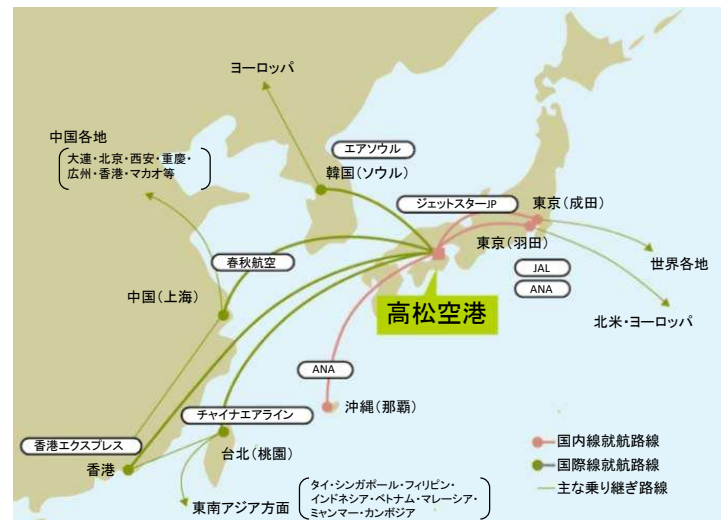 ヨーロッパ
中国各地
大連・北京・西安・重慶・
広州・香港・マカオ等
エアソウル
韓国(ソウル)
ジェットスターJP
東京(成田)
東京(羽田)
春秋航空
JAL
ANA
世界各地
中国(上海)
高松空港
北米・ヨーロッパ
ANA
チャイナエアライン
沖縄(那覇)
香港エクスプレス
台北(桃園)
香港
東南アジア方面
タイ・シンガポール・フィリピン・
インドネシア・ベトナム・マレーシア・
ミャンマー・カンボジア
国内線就航路線
国際線就航路線
主な乗り継ぎ路線